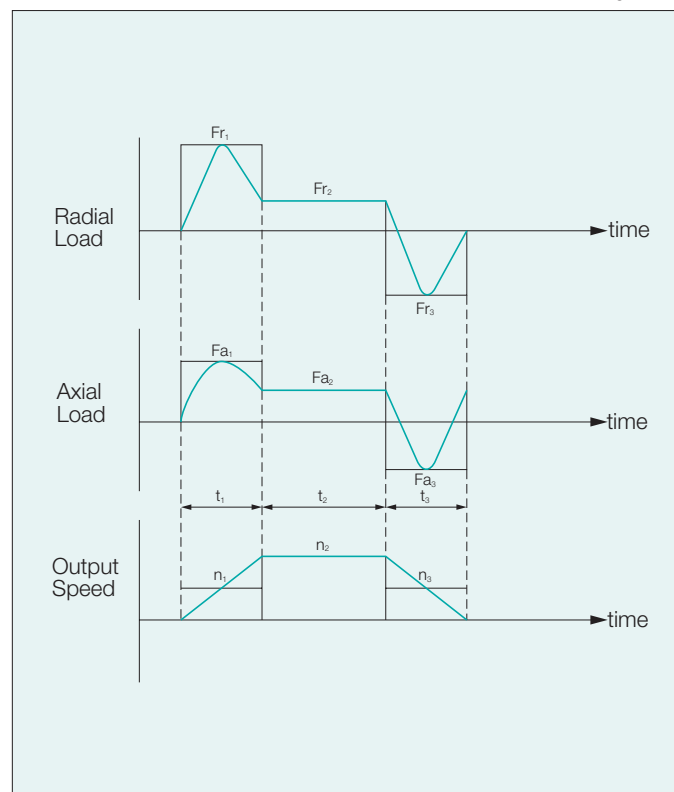 Fr₁
Fr₂
Radial
Load
time
Fr₃
Fa₁
Fa₂
Axial
Load
time
Fa₃
t₁ t₂ t₃
n₂
Output
Speed
n₁ n₃
time